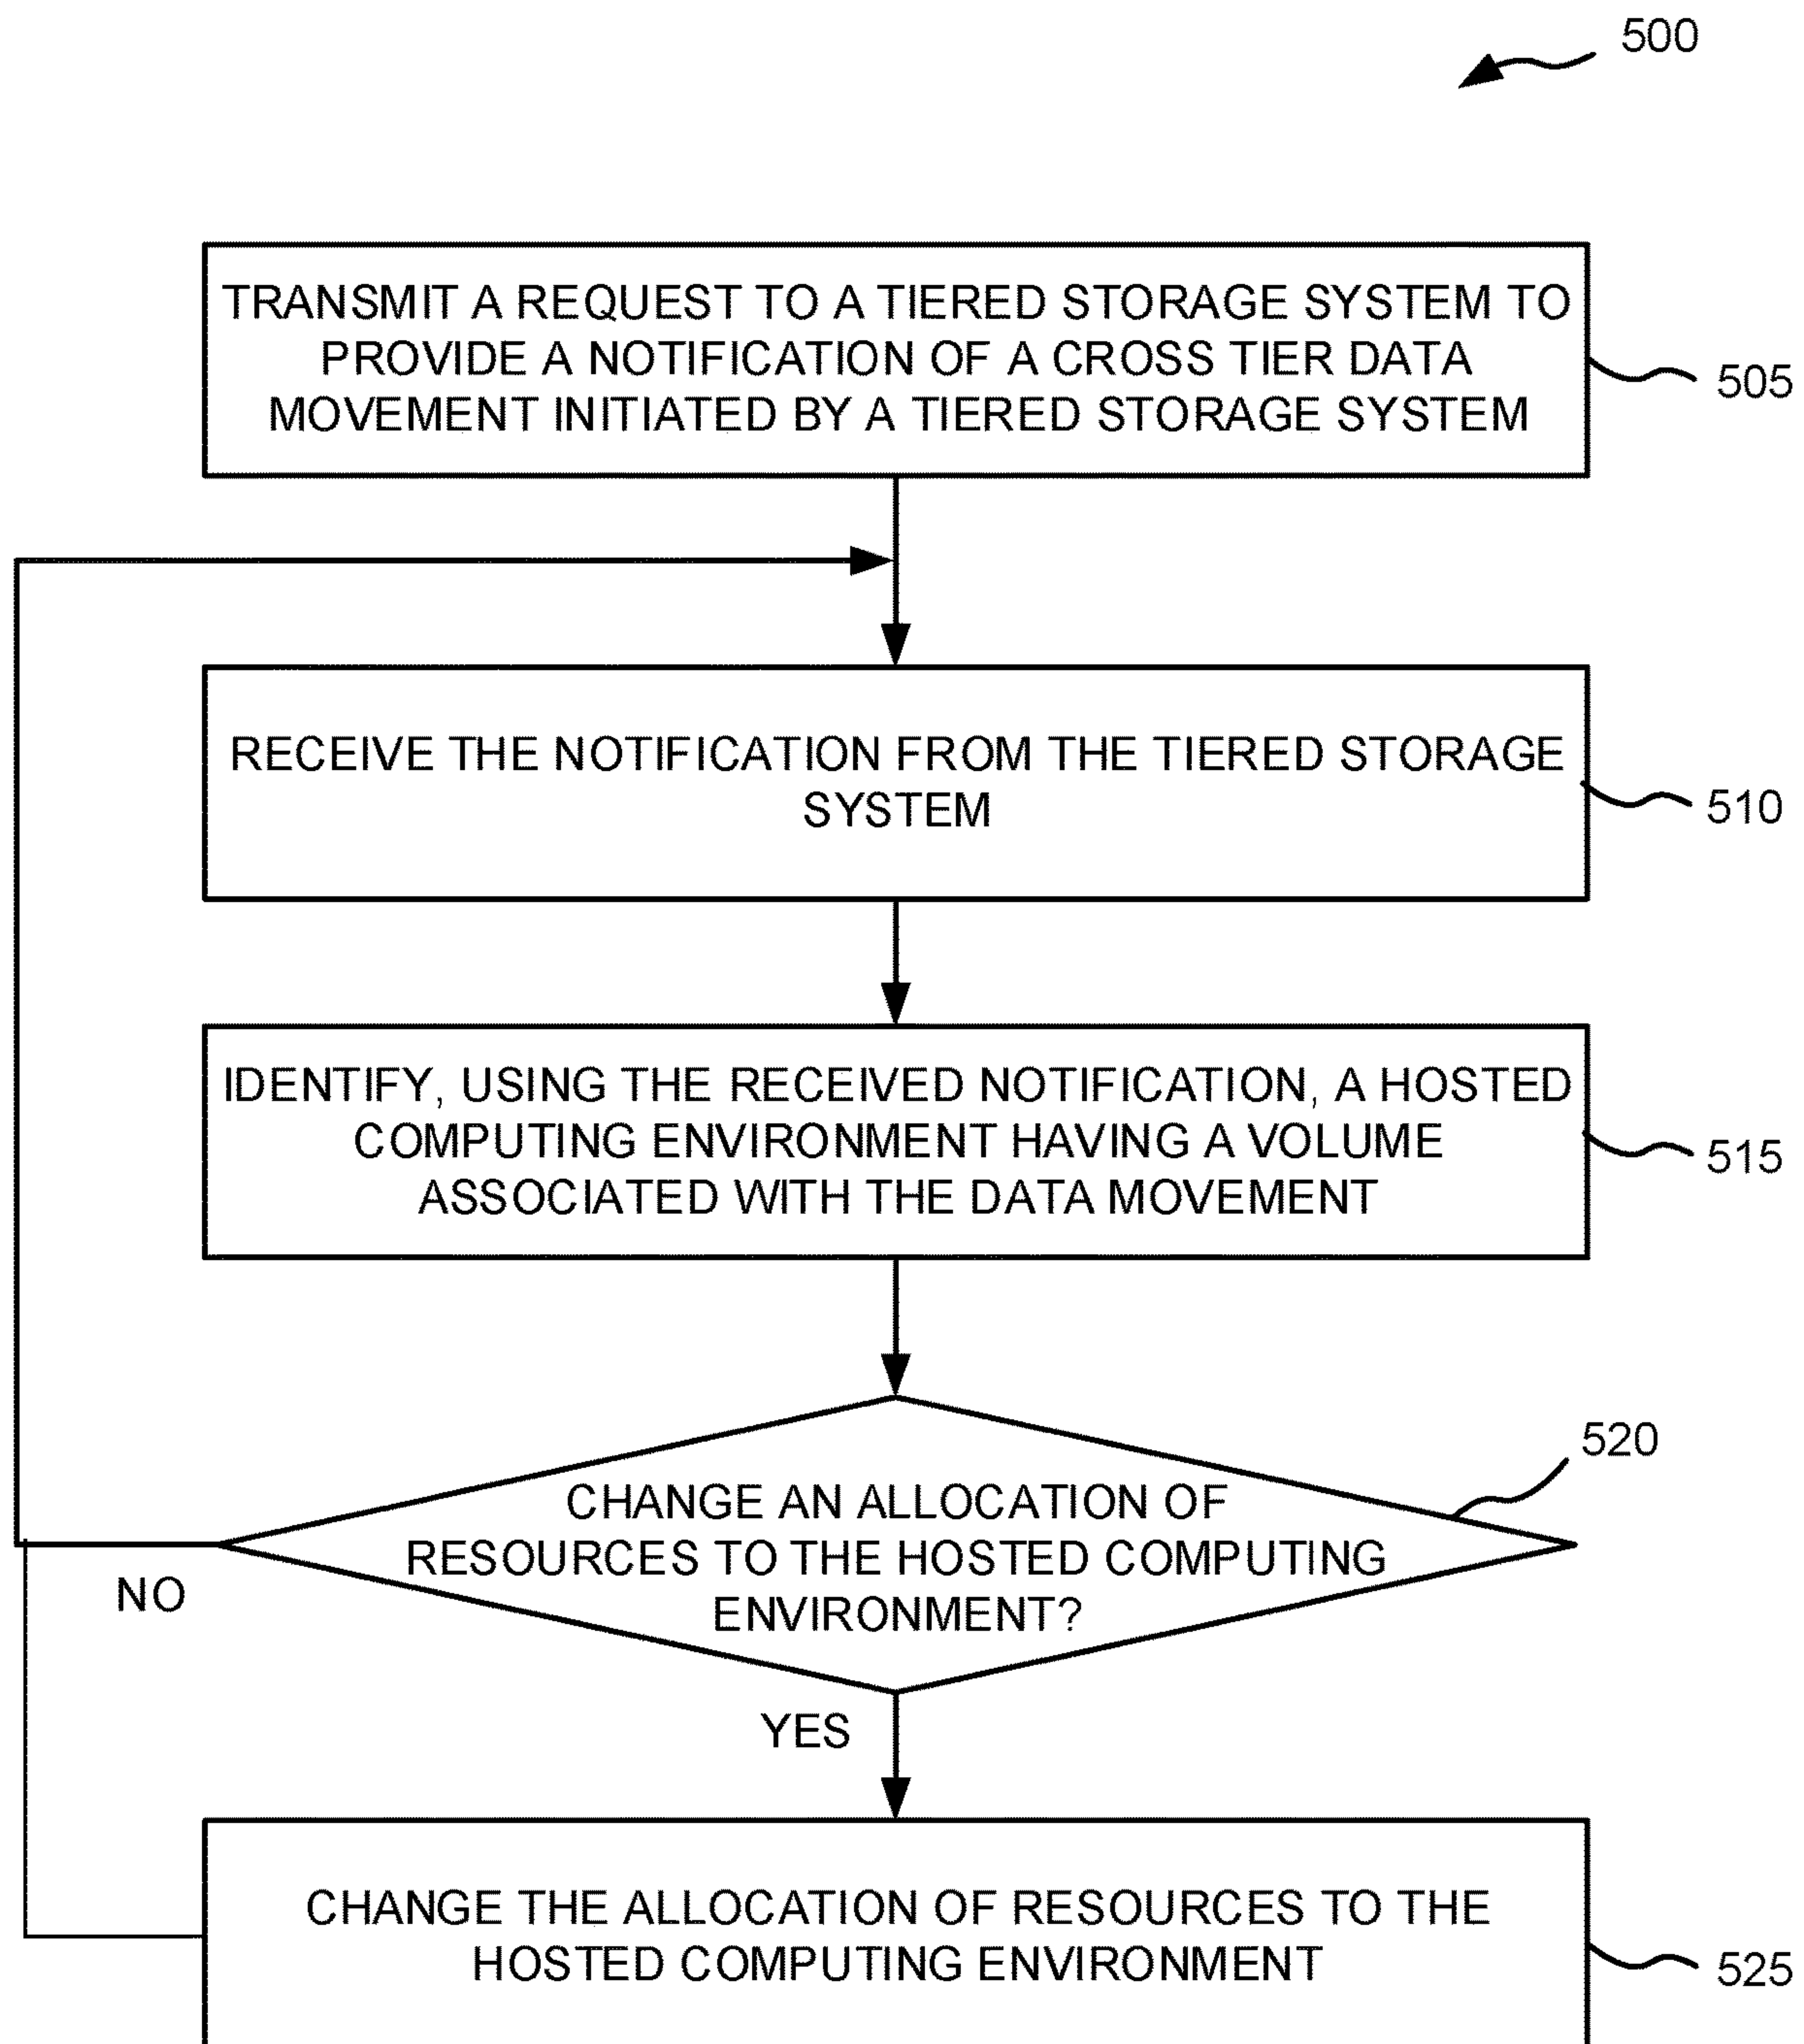 500
TRANSMIT A REQUEST TO A TIERED STORAGE SYSTEM TO
PROVIDE A NOTIFICATION OF A CROSS TIER DATA
MOVEMENT INITIATED BY A TIERED STORAGE SYSTEM
505
RECEIVE THE NOTIFICATION FROM THE TIERED STORAGE
SYSTEM
510
IDENTIFY, USING THE RECEIVED NOTIFICATION, A HOSTED
COMPUTING ENVIRONMENT HAVING A VOLUME
ASSOCIATED WITH THE DATA MOVEMENT
515
520
CHANGE AN ALLOCATION OF
RESOURCES TO THE HOSTED COMPUTING
ENVIRONMENT?
NO
YES
CHANGE THE ALLOCATION OF RESOURCES TO THE
HOSTED COMPUTING ENVIRONMENT
525